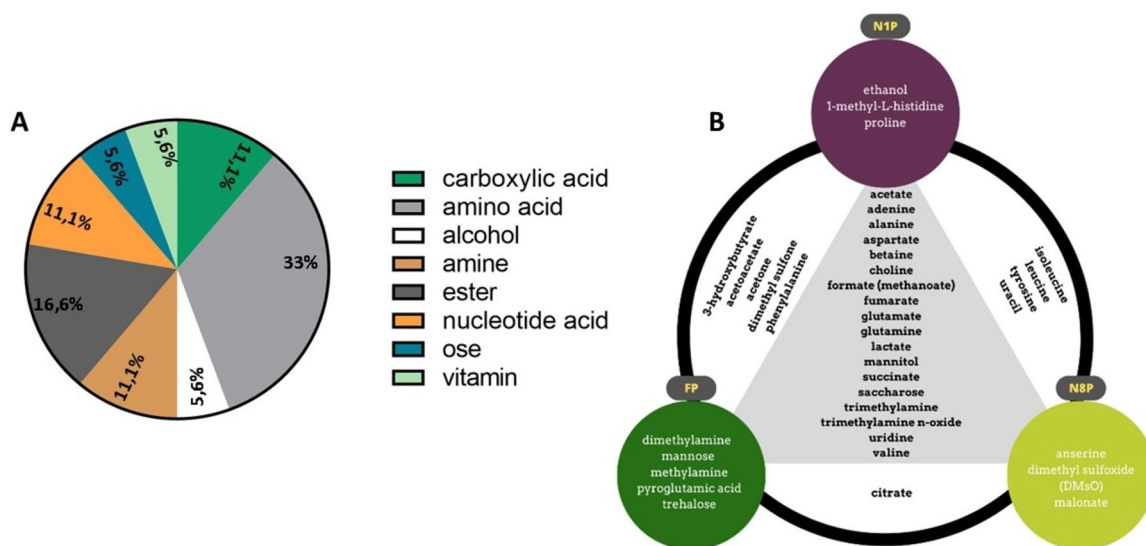 A
5,6%
5,6%
11,1%
11,1%
33%
16,6%
11,1%
5,6%
carboxylic acid
amino acid
alcohol
amine
ester
nucleotide acid
ose
vitamin
B
N1P
ethanol
1-methyl-L-histidine
proline
acetate
adenine
alanine
aspartate
betaine
choline
formate (methanoate)
fumarate
glutamate
glutamine
lactate
mannitol
succinate
saccharose
trimethylamine
trimethylamine n-oxide
uridine
valine
3-hydroxybutyrate
acetoacetate
acetone
dimethyl sulfone
phenylalanine
isoleucine
leucine
tyrosine
uracil
FP
dimethylamine
mannose
methylamine
pyroglutamic acid
trehalose
N8P
anserine
dimethyl sulfoxide
(DMsO)
malonate
citrate